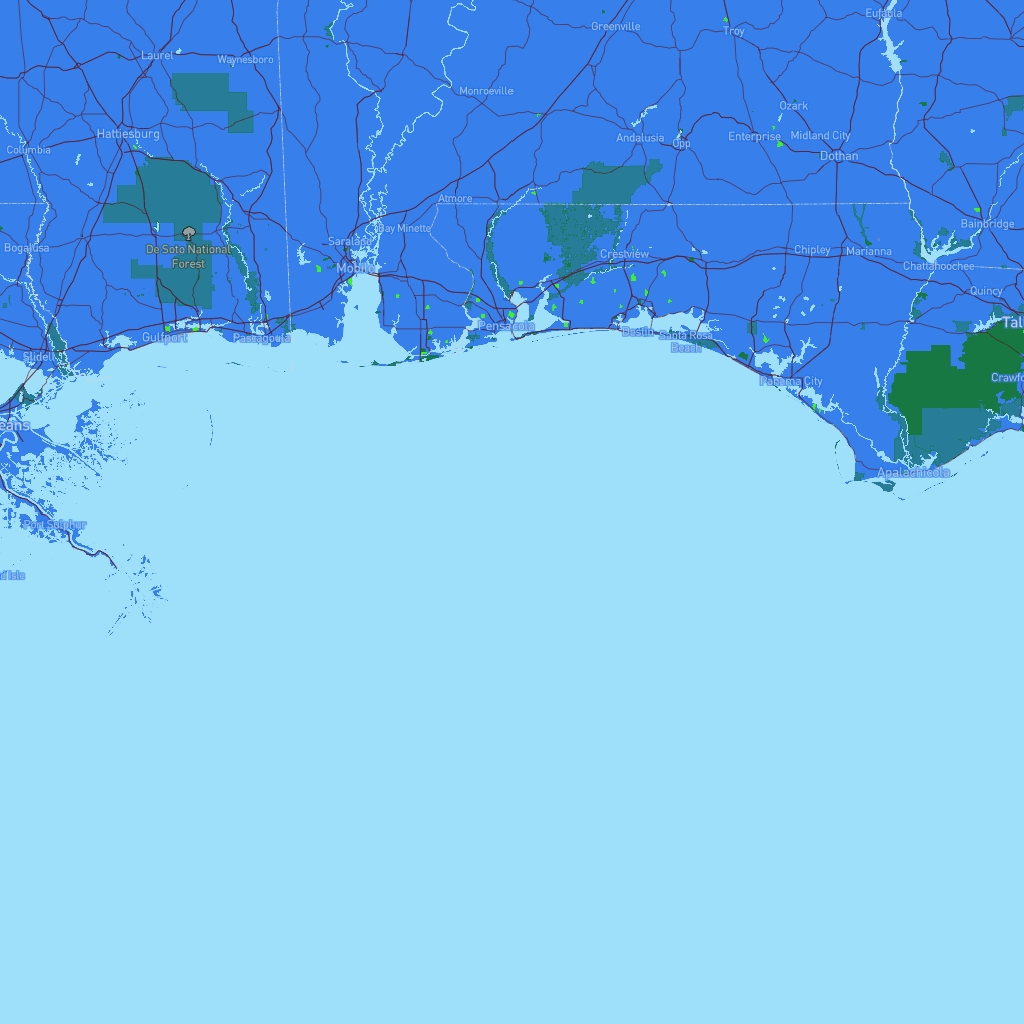 Eufaula
Greenville
Troy
Laurel
Waynesboro
Monroeville
Ozark
Hattiesburg
Andalusia
Opp
Enterprise
Midland City
Columbia
Dothan
Atmore
Bay Minette
Bainbridge
Saraland
Bogalusa
De Soto National
Forest
Crestview
Chipley
Marianna
Mobile
Chattahoochee
Quincy
Pensacola
Tal
Gulfport
Pascagoula
Destin
Santa Rosa
Beach
Slidell
Panama City
Crawfo
eans
Apalachicola
Port Sulphur
d Isle